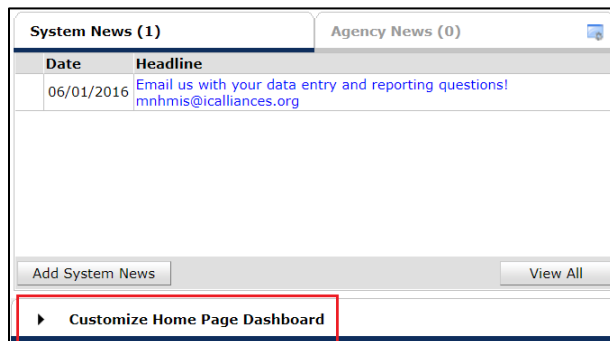 System News (1) Agency News (0)
Date Headline
06/01/2016 Email us with your data entry and reporting questions!
mnhmis@icalliances.org
Add System News View All
Customize Home Page Dashboard